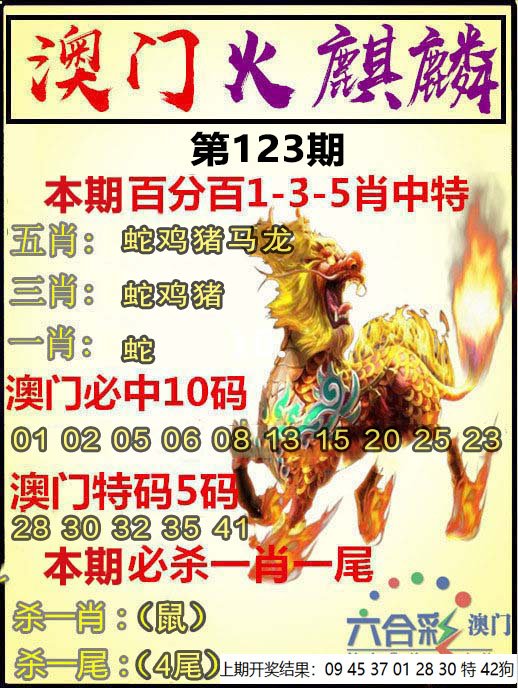 澳门火麒麟
第123期
本期百分百1-3-5肖中特
五肖：蛇鸡猪马龙
三肖：蛇鸡猪
一肖：蛇
澳门必中10码
01 02 05 06 08 13 15 20 25 23
澳门特码5码
28 30 32 35 41
本期必杀一肖一尾
杀一肖：(鼠)
六合彩 澳门
杀一尾：(4尾)
上期开奖结果：09 45 37 01 28 30 特 42狗